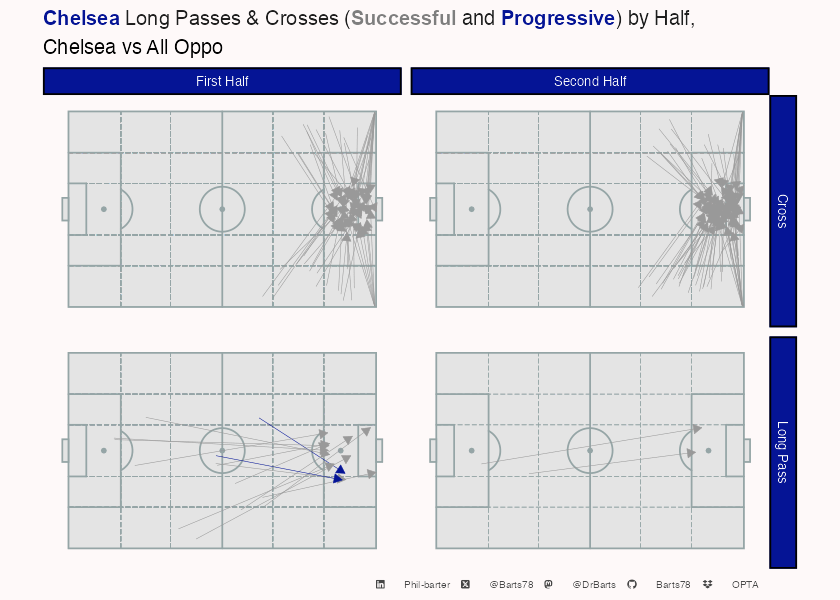 Chelsea Long Passes & Crosses (Successful and Progressive) by Half,
Chelsea vs All Oppo
First Half
Second Half
Cross
Long Pass
Phil-barter @Barts78 @DrBarts Barts78 OPTA